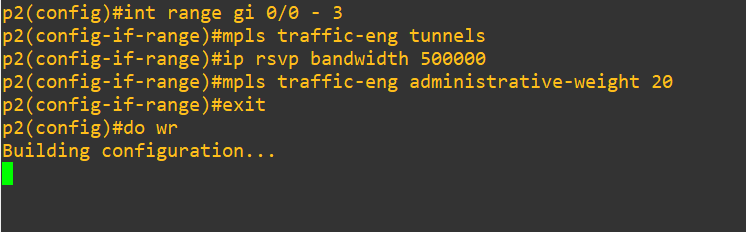 p2(config)#int range gi 0/0 - 3
p2(config-if-range)#mpls traffic-eng tunnels
p2(config-if-range)#ip rsvp bandwidth 500000
p2(config-if-range)#mpls traffic-eng administrative-weight 20
p2(config-if-range)#exit
p2(config)#do wr
Building configuration...